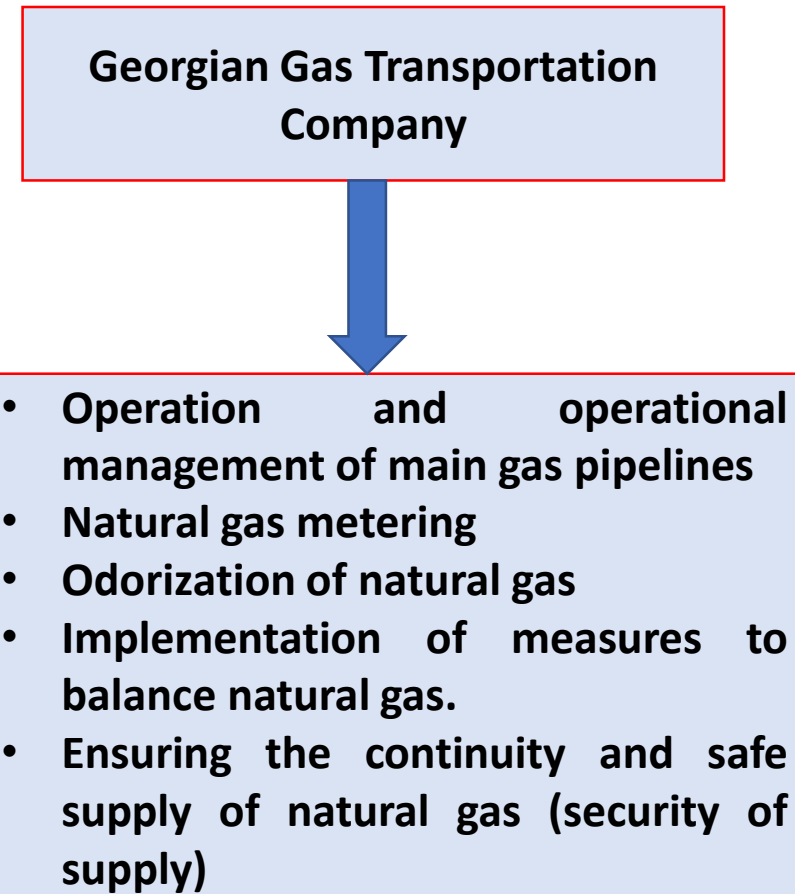 Georgian Gas Transportation
Company
• Operation and operational
management of main gas pipelines
• Natural gas metering
• Odorization of natural gas
• Implementation of measures to
balance natural gas.
• Ensuring the continuity and safe
supply of natural gas (security of
supply)